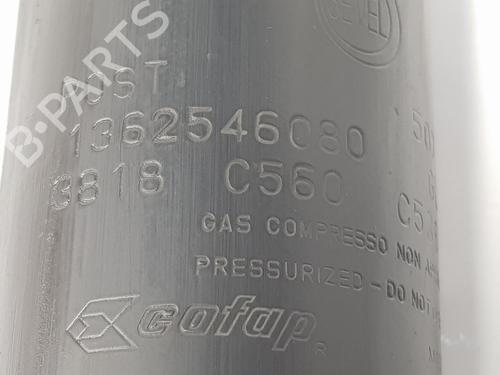 B-PARTS
POST
1362546080
3818 C560
GAS COMPRESSO NON
PRESSURIZED - DO NOT
cofap
R